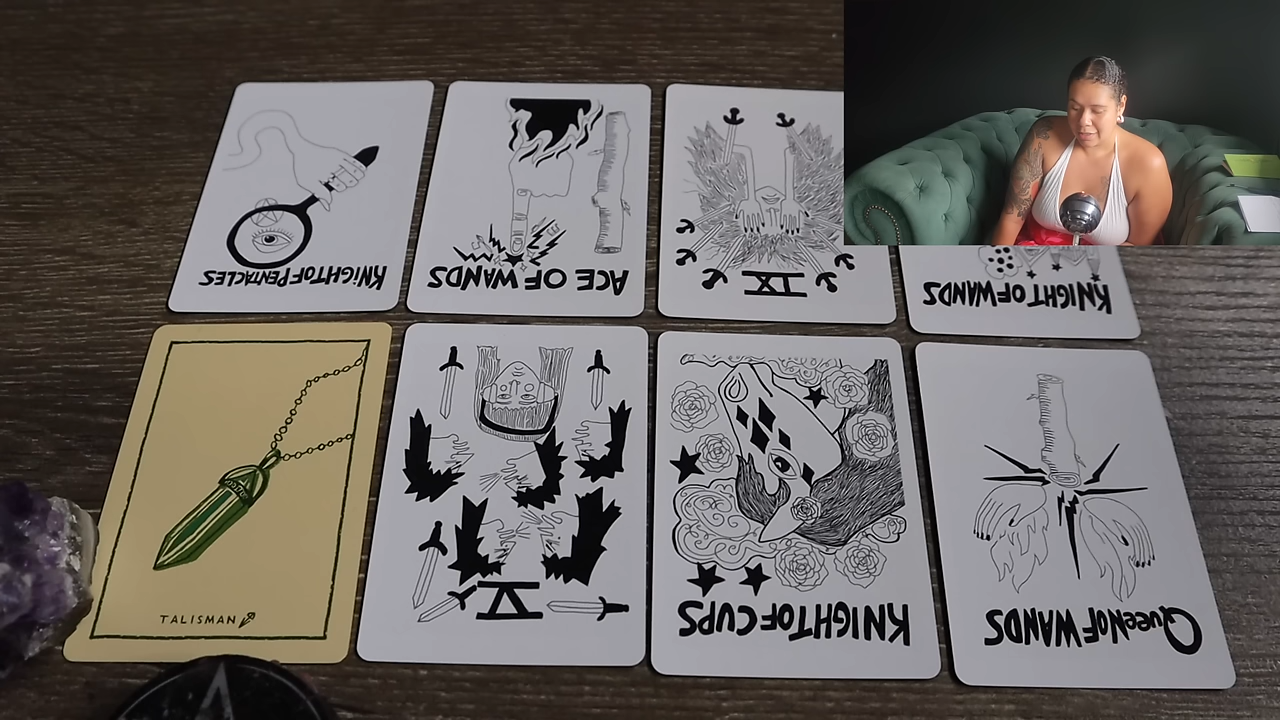 KNIGHT OF PENTACLES
ACE OF WANDS
IX
KNIGHT OF WANDS
TALISMAN
V
KNIGHT OF CUPS
QUEEN OF WANDS